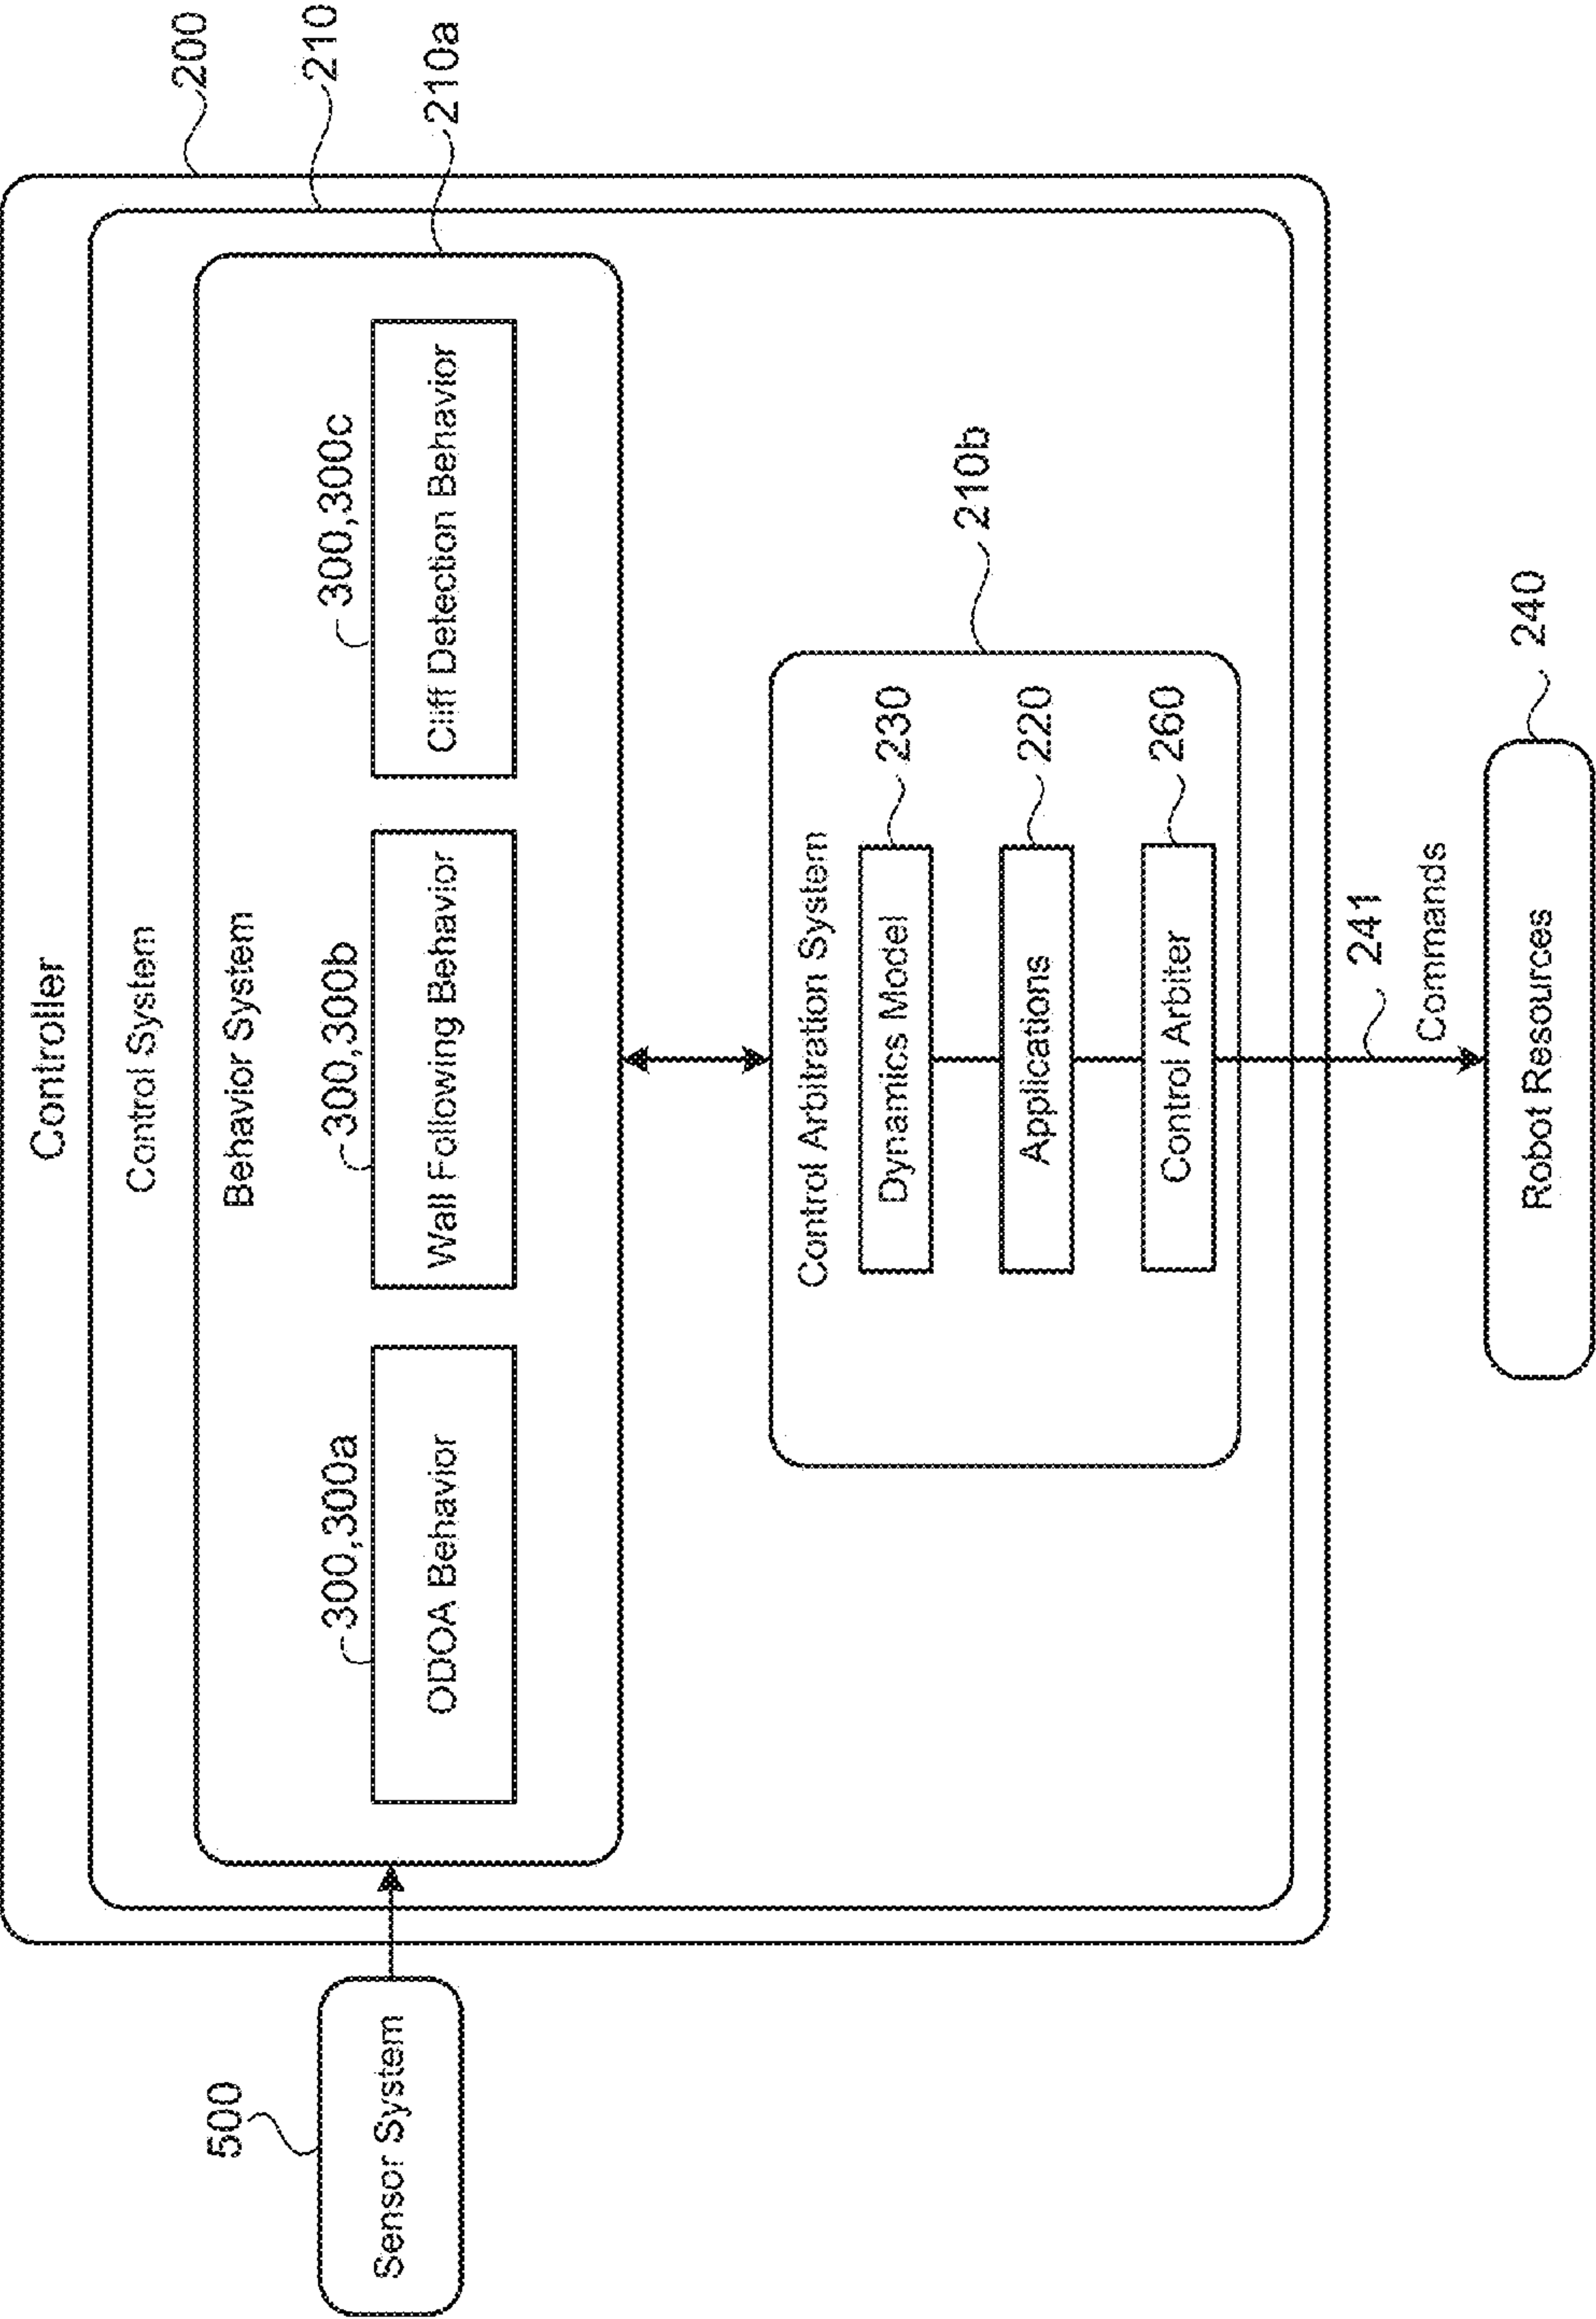 Controller
200
Control System
210
Behavior System
210a
500
Sensor System
300,300a
ODOA Behavior
300,300b
Wall Following Behavior
300,300c
Cliff Detection Behavior
210b
Control Arbitration System
Dynamics Model
230
Applications
220
Control Arbiter
260
241
Commands
Robot Resources
240